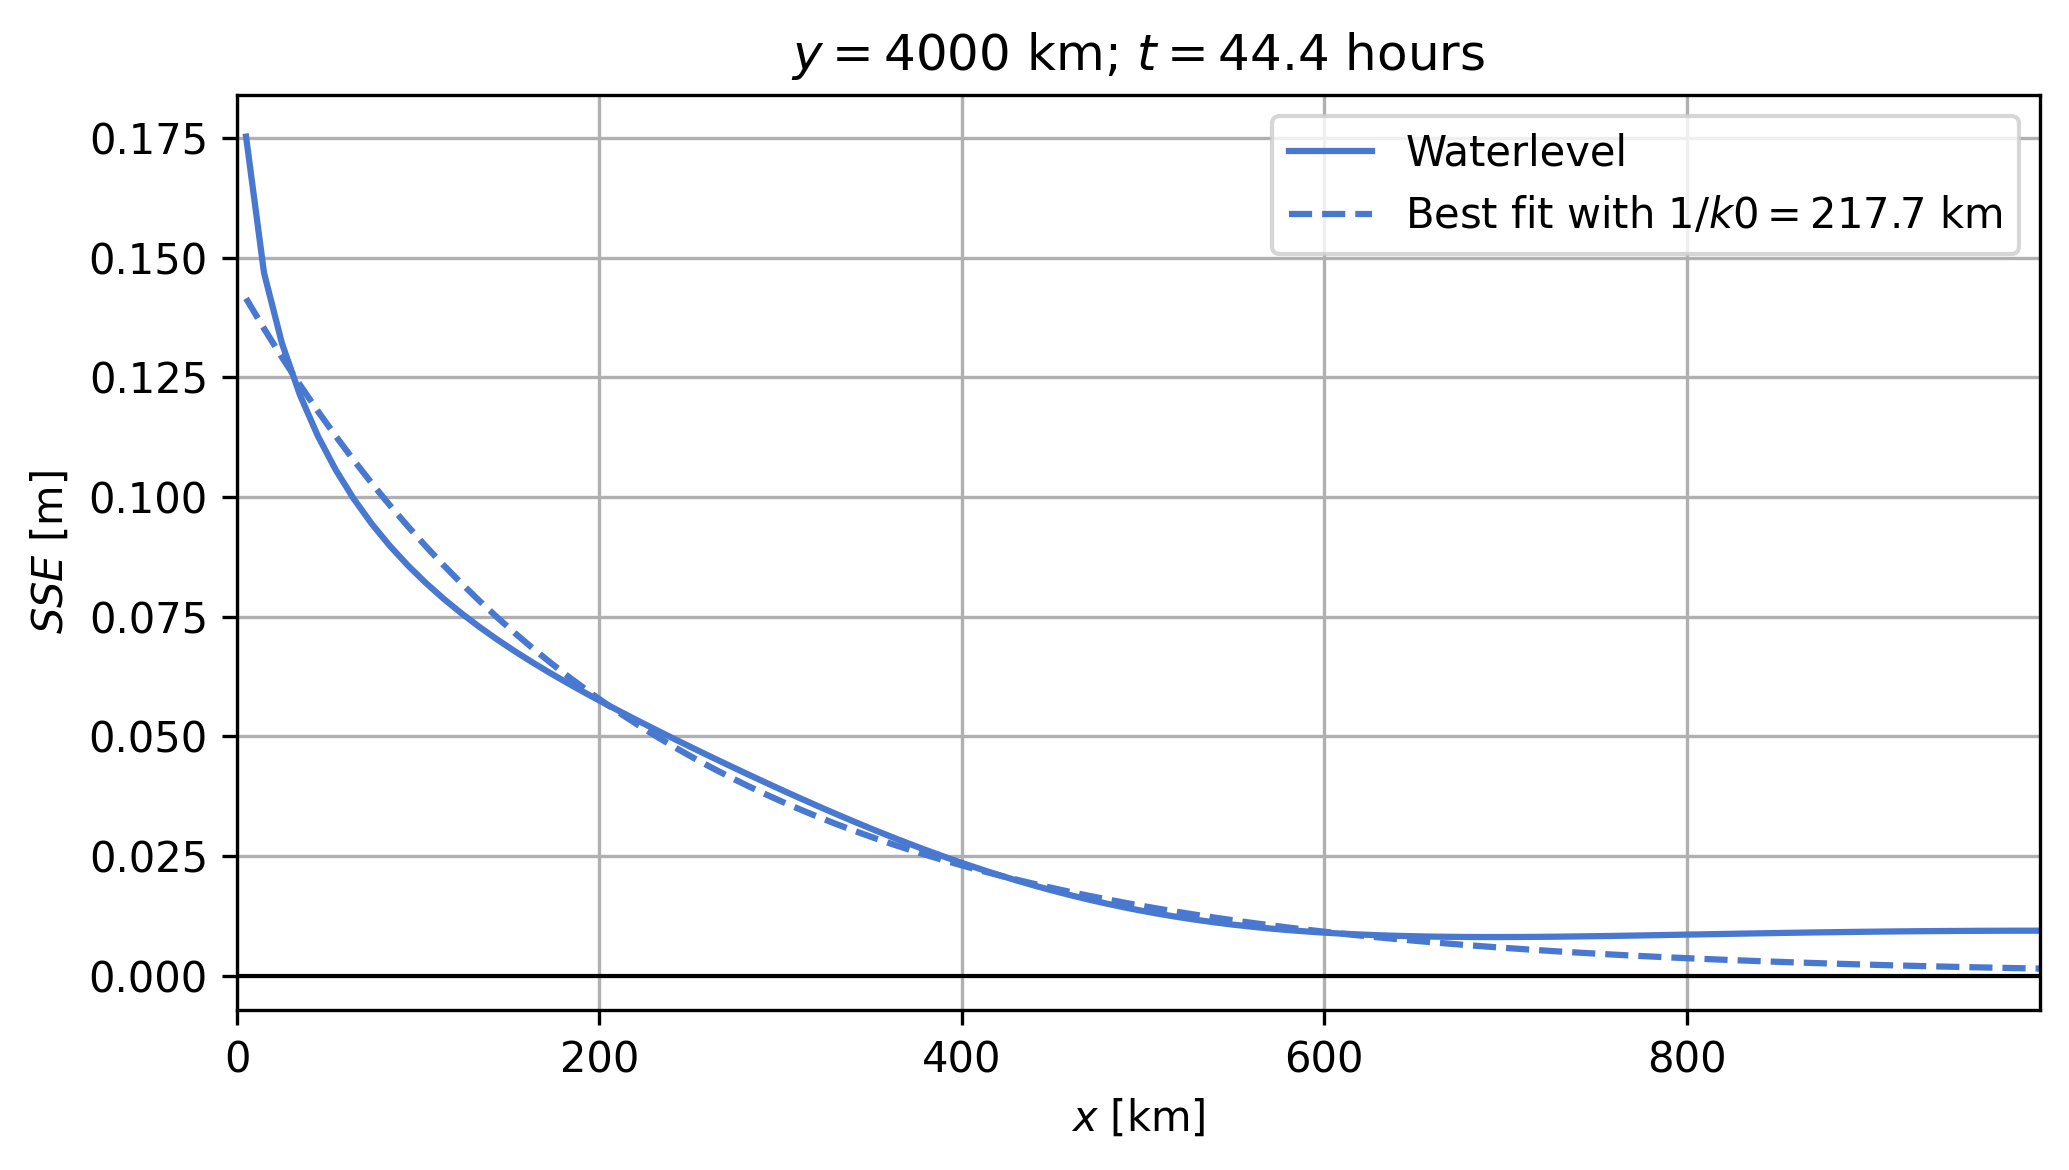 y = 4000 km; t = 44.4 hours
Waterlevel
Best fit with 1/k0 = 217.7 km
SSE [m]
0.175
0.150
0.125
0.100
0.075
0.050
0.025
0.000
0 200 400 600 800
x [km]